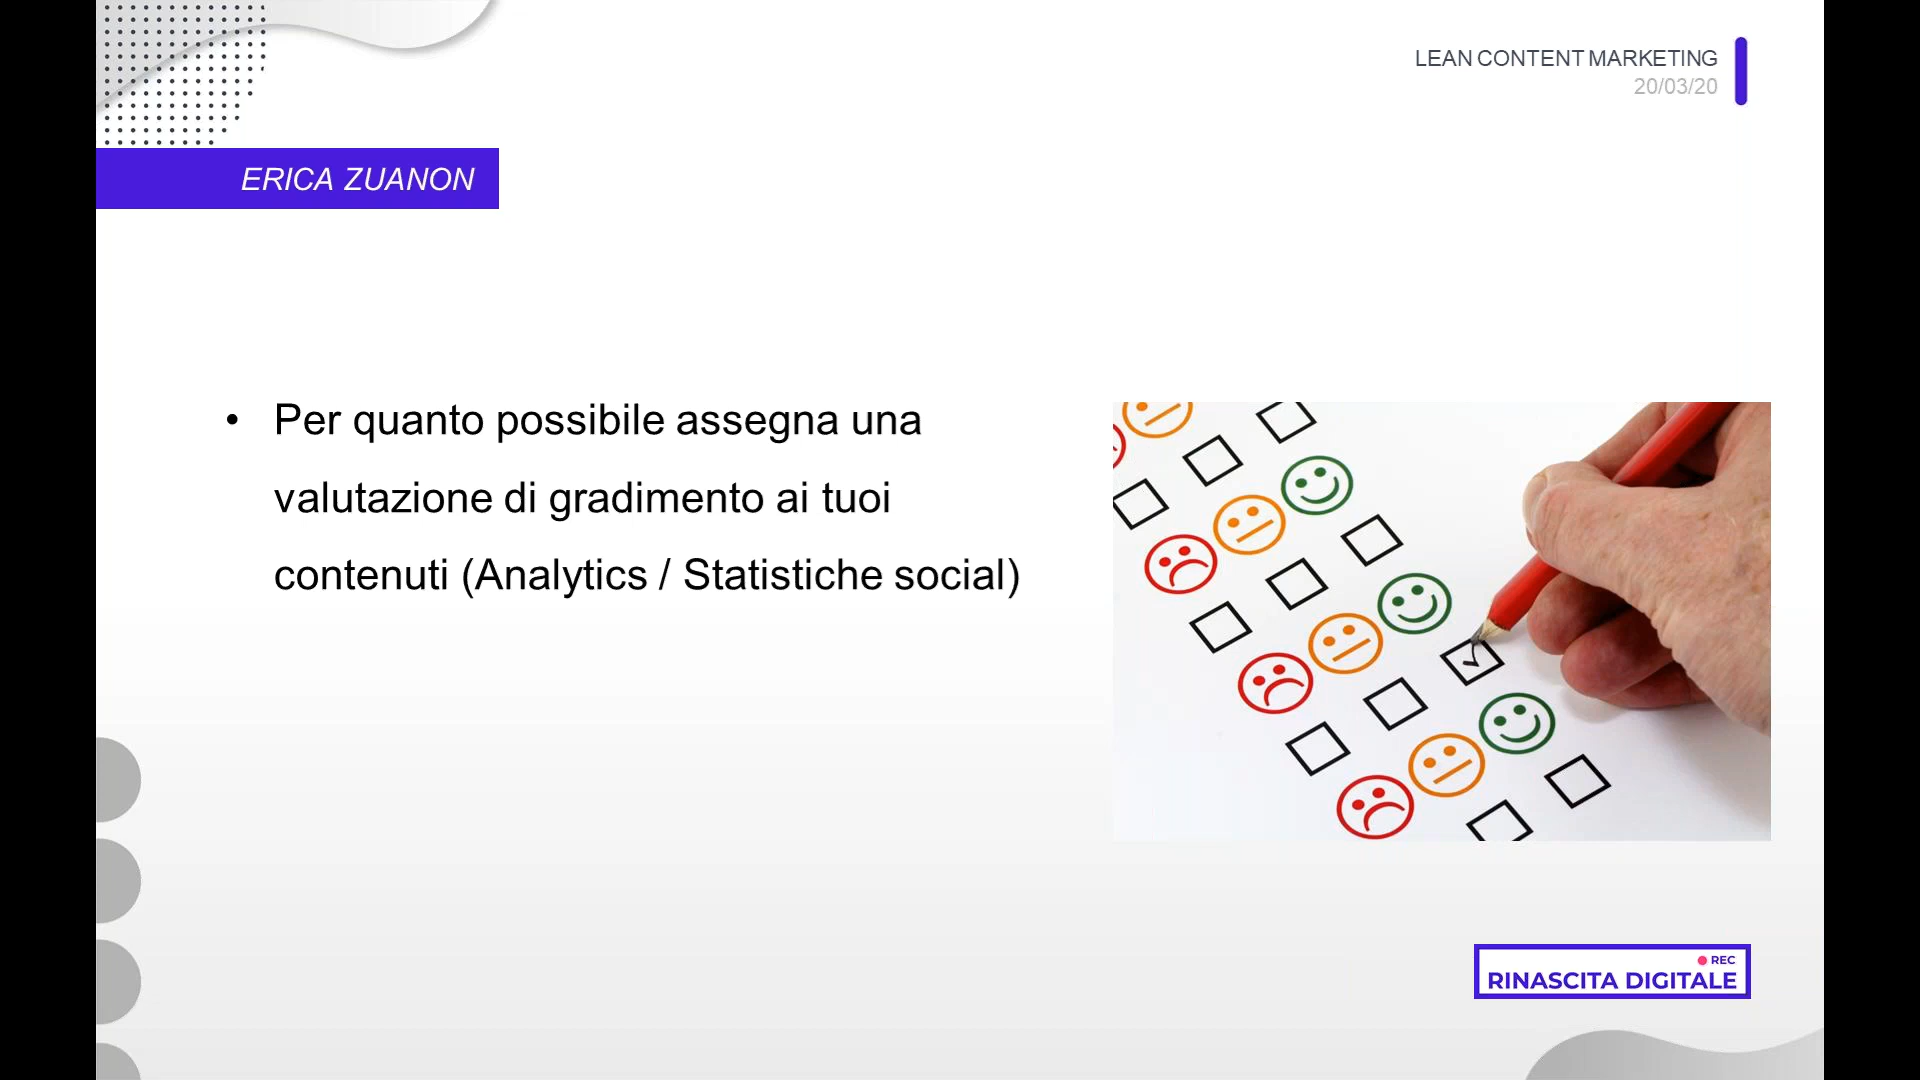 LEAN CONTENT MARKETING
20/03/20
ERICA ZUANON
• Per quanto possibile assegna una
valutazione di gradimento ai tuoi
contenuti (Analytics / Statistiche social)
REC
RINASCITA DIGITALE